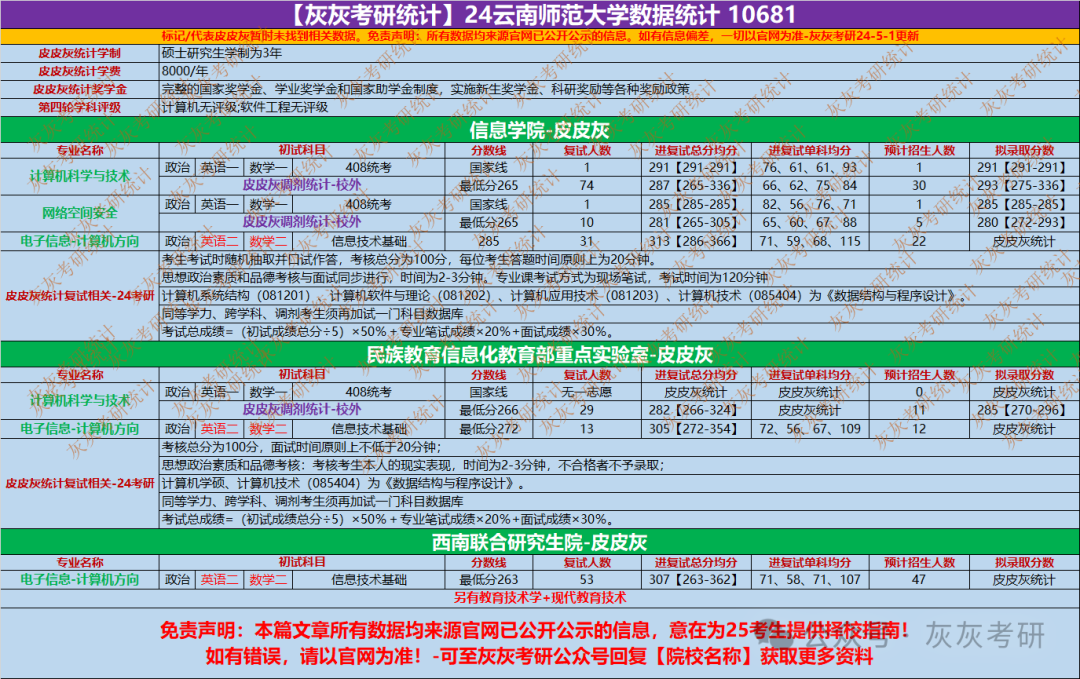 【灰灰考研统计】24云南师范大学数据统计 10681
标记/代表皮皮灰暂时未找到相关数据。免责声明：所有数据均来源官网已公开公示的信息。如有信息偏差，一切以官网为准-灰灰考研24-5-1更新
皮皮灰统计学制 硕士研究生学制为3年
皮皮灰统计学费 8000/年
皮皮灰统计奖学金 完整的国家奖学金、学业奖学金和国家助学金制度，实施新生奖学金、科研奖励等各种奖励政策
第四轮学科评级 计算机无评级;软件工程无评级
信息学院-皮皮灰
专业名称 初试科目 分数线 复试人数 进复试总分均分 进复试单科均分 预计招生人数 拟录取分数
计算机科学与技术 政治 英语一 数学一 408统考 国家线 1 291【291-291】 76、61、61、93 1 291【291-291】
皮皮灰调剂统计-校外 最低分265 74 287【265-336】 66、62、75、84 30 293【275-336】
网络空间安全 政治 英语一 数学一 408统考 国家线 1 285【285-285】 82、56、76、71 1 285【285-285】
皮皮灰调剂统计-校外 最低分265 10 281【265-305】 65、60、67、88 5 280【272-293】
电子信息-计算机方向 政治 英语二 数学二 信息技术基础 285 31 313【286-366】 71、59、68、115 22 皮皮灰统计
皮皮灰统计复试相关-24考研
考生考试时随机抽取并口试作答，考核总分为100分，每位考生答题时间原则上为20分钟。
思想政治素质和品德考核与面试同步进行，时间为2-3分钟。专业课考试方式为现场笔试，考试时间为120分钟
计算机系统结构（081201）、计算机软件与理论（081202）、计算机应用技术（081203）、计算机技术（085404）为《数据结构与程序设计》。
同等学力、跨学科、调剂考生须再加试一门科目数据库
考试总成绩=（初试成绩总分÷5）×50%＋专业笔试成绩×20%+面试成绩×30%。
民族教育信息化教育部重点实验室-皮皮灰
专业名称 初试科目 分数线 复试人数 进复试总分均分 进复试单科均分 预计招生人数 拟录取分数
计算机科学与技术 政治 英语一 数学一 408统考 国家线 无一志愿 皮皮灰统计 皮皮灰统计 0 皮皮灰统计
皮皮灰调剂统计-校外 最低分266 29 282【266-324】 皮皮灰统计 11 285【270-296】
电子信息-计算机方向 政治 英语二 数学二 信息技术基础 最低分272 13 305【272-354】 72、56、67、109 12 皮皮灰统计
皮皮灰统计复试相关-24考研
考核总分为100分，面试时间原则上不低于20分钟；
思想政治素质和品德考核：考核考生本人的现实表现，时间为2-3分钟，不合格者不予录取；
计算机学硕、计算机技术（085404）为《数据结构与程序设计》。
同等学力、跨学科、调剂考生须再加试一门科目数据库
考试总成绩=（初试成绩总分÷5）×50%＋专业笔试成绩×20%+面试成绩×30%。
西南联合研究生院-皮皮灰
专业名称 初试科目 分数线 复试人数 进复试总分均分 进复试单科均分 预计招生人数 拟录取分数
电子信息-计算机方向 政治 英语二 数学二 信息技术基础 最低分263 53 307【263-362】 71、58、71、107 47 皮皮灰统计
另有教育技术学+现代教育技术
免责声明：本篇文章所有数据均来源官网已公开公示的信息，意在为25考生提供择校指南！
如有错误，请以官网为准！-可至灰灰考研公众号回复【院校名称】获取更多资料
公众号 灰灰考研